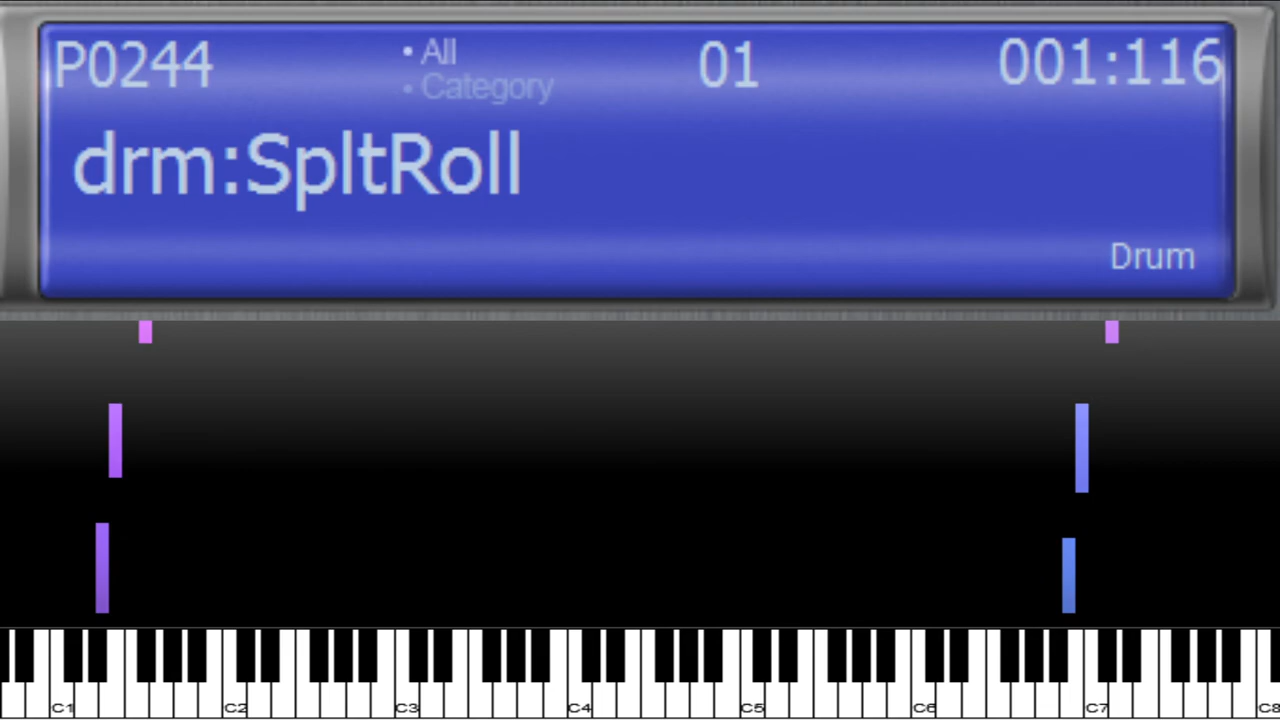 P0244
• All
• Category
01
001:116
drm:SpltRoll
Drum
C1 C2 C3 C4 C5 C6 C7 C8